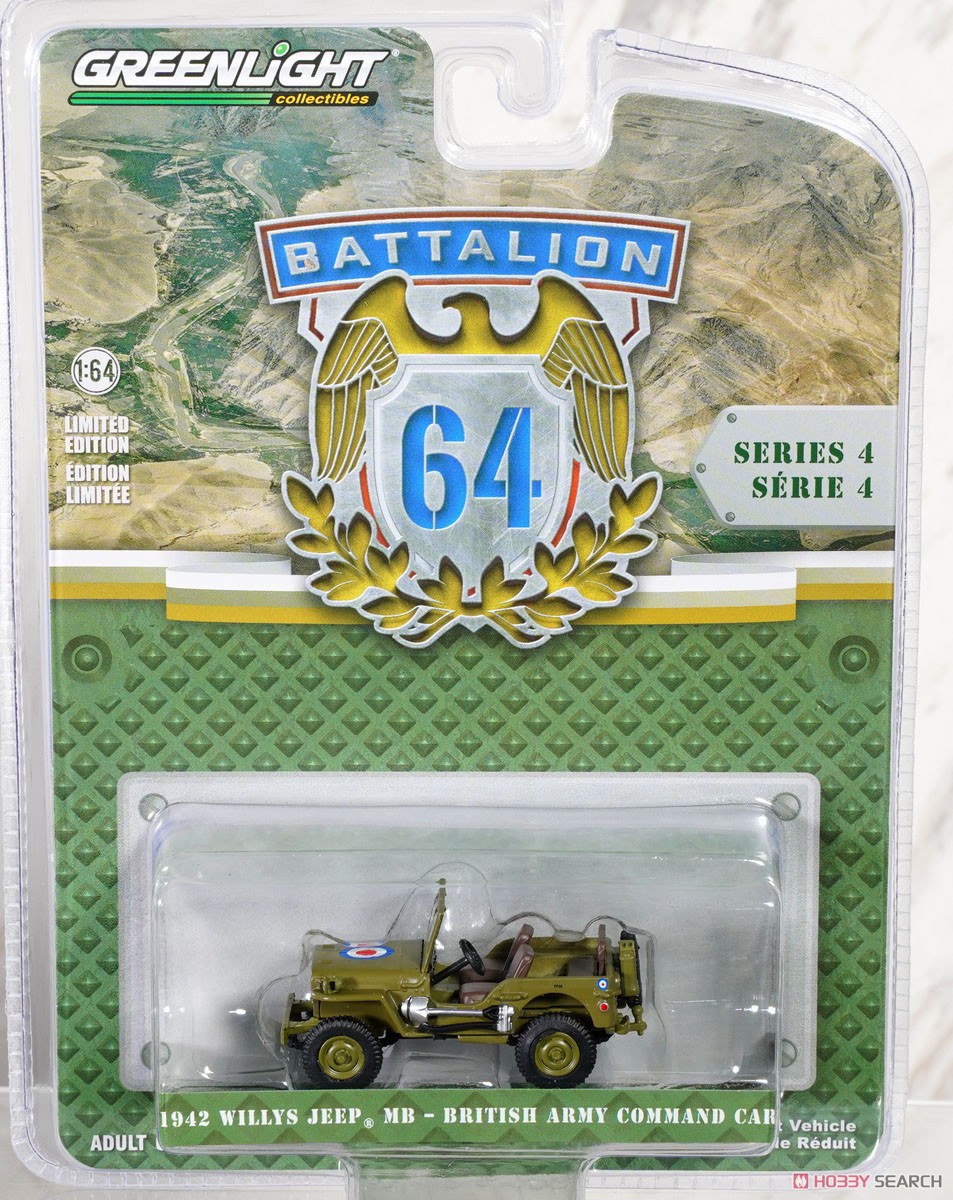 GREENLIGHT®
collectibles
BATTALION
64
1:64
LIMITED
EDITION
ÉDITION
LIMITÉE
SERIES 4
SÉRIE 4
1942 WILLYS JEEP® MB – BRITISH ARMY COMMAND CAR
ADULT
Vehicle
Réduit
HOBBY SEARCH